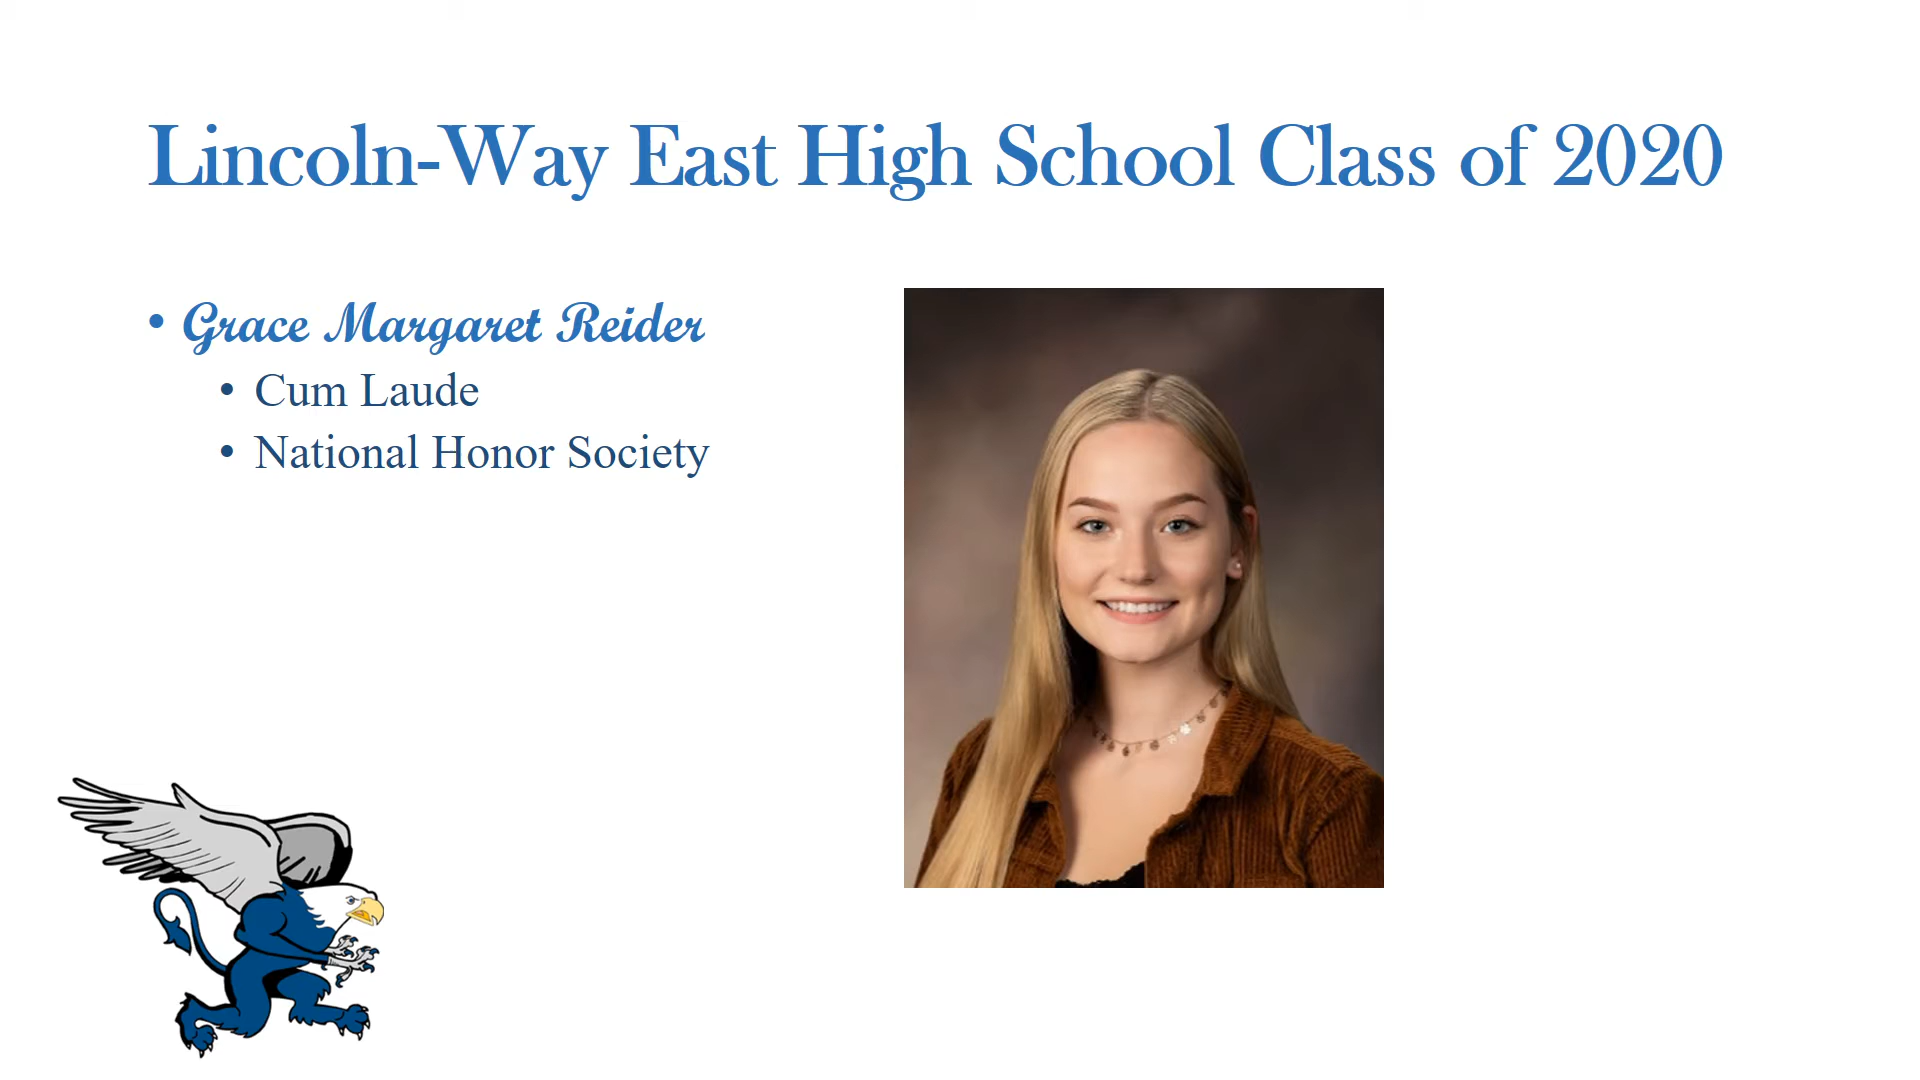 Lincoln-Way East High School Class of 2020
• Grace Margaret Reider
• Cum Laude
• National Honor Society